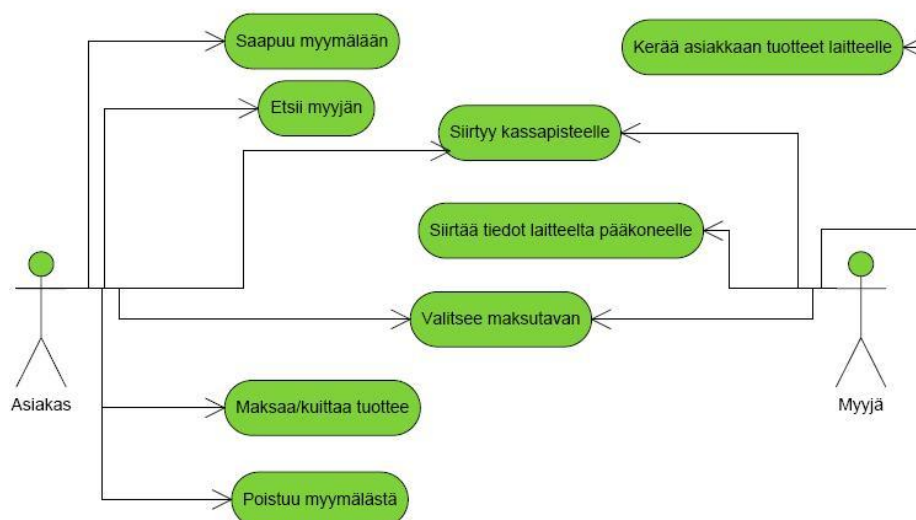 Saapuu myymälään
Kerää asiakkaan tuotteet laitteelle
Etsii myyjän
Siirtyy kassapisteelle
Siirtää tiedot laitteelta pääkoneelle
Valitsee maksutavan
Asiakas
Maksaa/kuittaa tuottee
Myyjä
Poistuu myymälästä